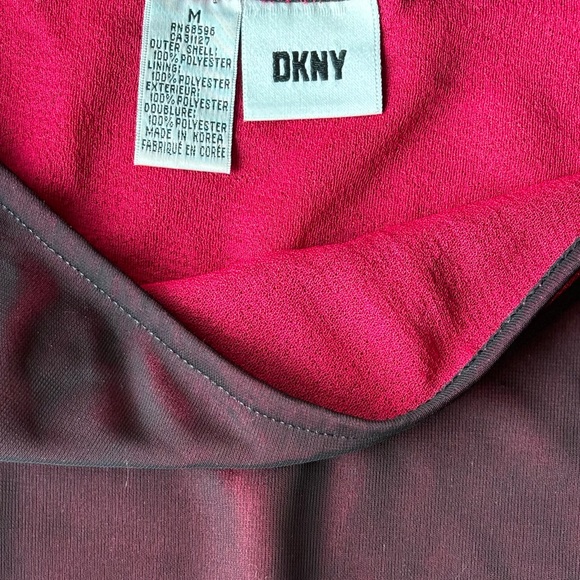 M
RN68596
CA31127
OUTER SHELL:
100% POLYESTER
LINING:
100% POLYESTER
EXTERIEUR:
100% POLYESTER
DOUBLURE:
100% POLYESTER
MADE IN KOREA
FABRIQUÉ EN CORÉE
DKNY